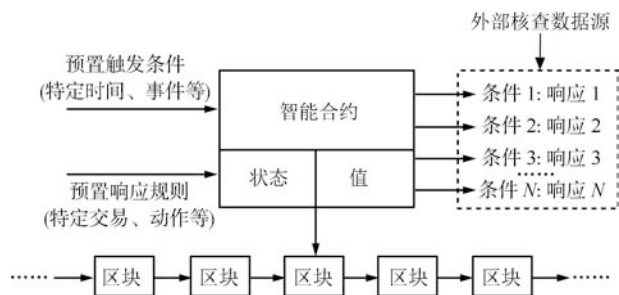 外部核查数据源
预置触发条件
(特定时间、事件等)
智能合约
状态
值
预置响应规则
(特定交易、动作等)
条件 1: 响应 1
条件 2: 响应 2
条件 3: 响应 3
……
条件 N: 响应 N
…… 区块 区块 区块 区块 区块 ……